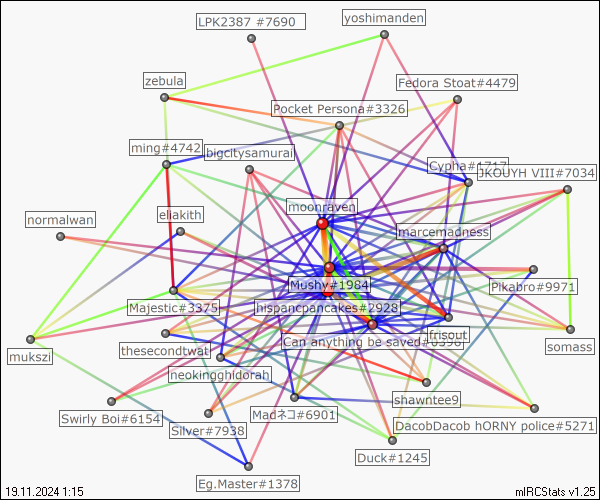 LPK2387 #7690
yoshimanden
zebula
Fedora Stoat#4479
Pocket Persona#3326
ming#4742
bigcitysamurai
Cypha#1717
JKOUYH VIII#7034
moonraven
eliakith
normalwan
marcemadness
Mushy#1984
Pikabro#9971
Majestic#3375
hispancpancakes#2928
frisout
Can anything be saved#
somass
mukszi
thesecondtwat
neokingghidorah
shawntee9
Swirly Boi#6154
Silver#7938
Madネコ#6901
DacobDacob hORNY police#5271
Duck#1245
Eg.Master#1378
19.11.2024 1:15
mIRCStats v1.25